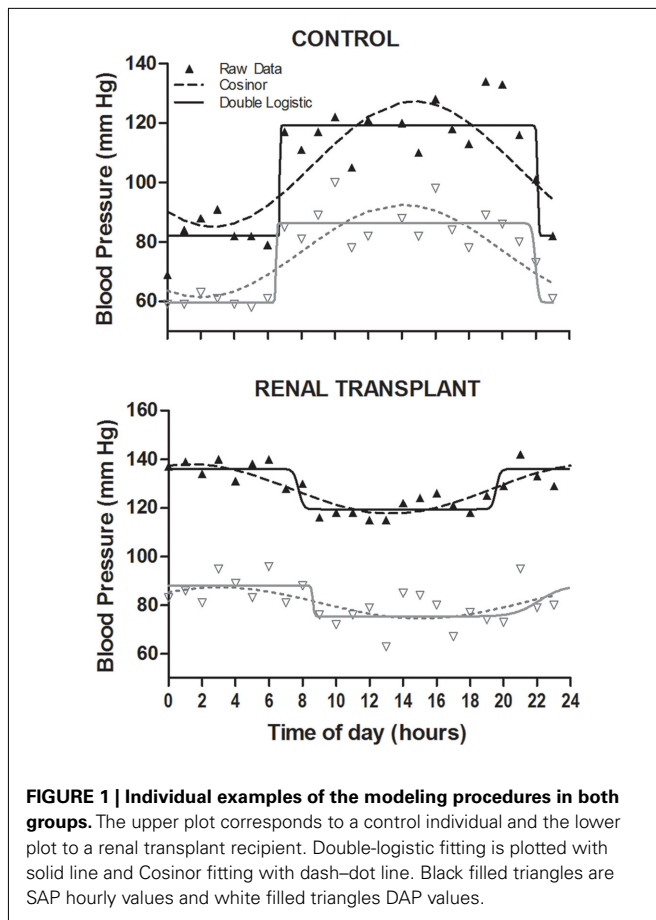 CONTROL
Raw Data
Cosinor
Double Logistic
Blood Pressure (mm Hg)
140
120
100
80
60
RENAL TRANSPLANT
Blood Pressure (mm Hg)
160
140
120
100
80
60
0 2 4 6 8 10 12 14 16 18 20 22 24
Time of day (hours)
FIGURE 1 | Individual examples of the modeling procedures in both
groups. The upper plot corresponds to a control individual and the lower
plot to a renal transplant recipient. Double-logistic fitting is plotted with
solid line and Cosinor fitting with dash–dot line. Black filled triangles are
SAP hourly values and white filled triangles DAP values.